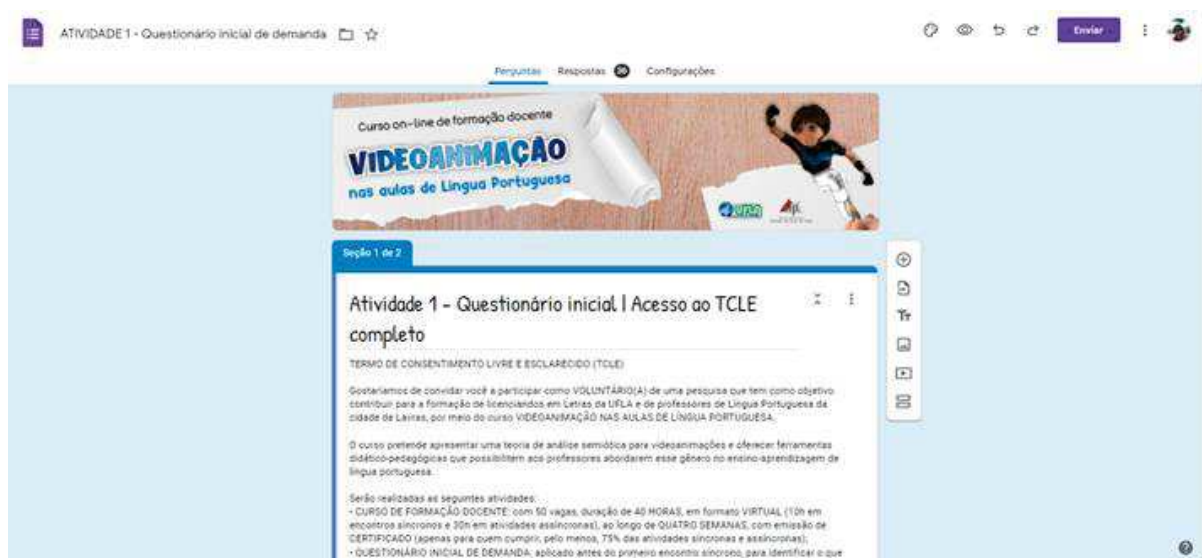 ATIVIDADE 1 - Questionário inicial de demanda
Enviar
Perguntas Respostas 36 Configurações
Curso on-line de formação docente
VIDEOANIMAÇÃO
nas aulas de Língua Portuguesa
Seção 1 de 2
Atividade 1 - Questionário inicial | Acesso ao TCLE
completo
TERMO DE CONSENTIMENTO LIVRE E ESCLARECIDO (TCLE)
Gostaríamos de convidar você a participar como VOLUNTÁRIO(A) de uma pesquisa que tem como objetivo
contribuir para a formação de licenciandos em Letras da UFLA e de professores de Língua Portuguesa da
cidade de Lavras, por meio do curso VIDEOANIMAÇÃO NAS AULAS DE LÍNGUA PORTUGUESA.
O curso pretende apresentar uma teoria de análise semiótica para videoanimações e oferecer ferramentas
didático-pedagógicas que possibilitem aos professores abordarem esse gênero no ensino-aprendizagem de
língua portuguesa.
Serão realizadas as seguintes atividades:
• CURSO DE FORMAÇÃO DOCENTE: com 50 vagas, duração de 40 HORAS, em formato VIRTUAL (10h em
encontros síncronos e 30h em atividades assíncronas), ao longo de QUATRO SEMANAS, com emissão de
CERTIFICADO (apenas para quem cumprir, pelo menos, 75% das atividades síncronas e assíncronas);
• QUESTIONÁRIO INICIAL DE DEMANDA: aplicado antes do primeiro encontro síncrono, para identificar o que